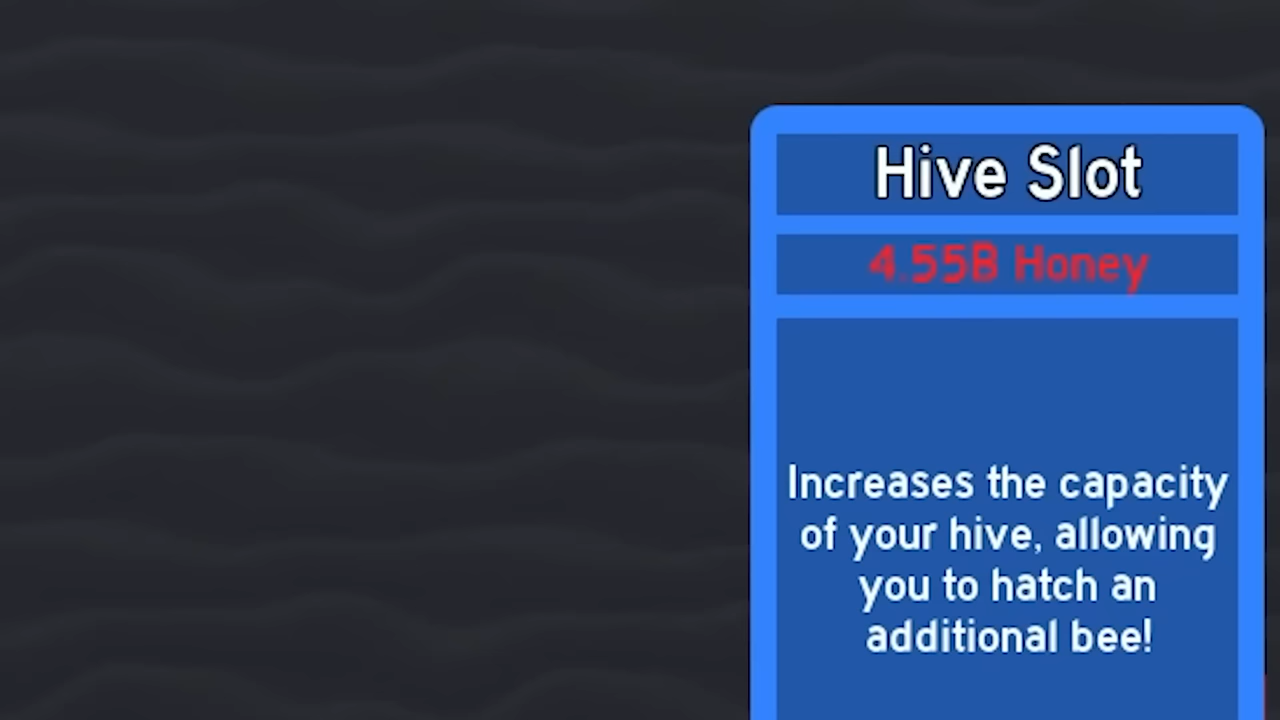 Hive Slot
4.55B Honey
Increases the capacity
of your hive, allowing
you to hatch an
additional bee!